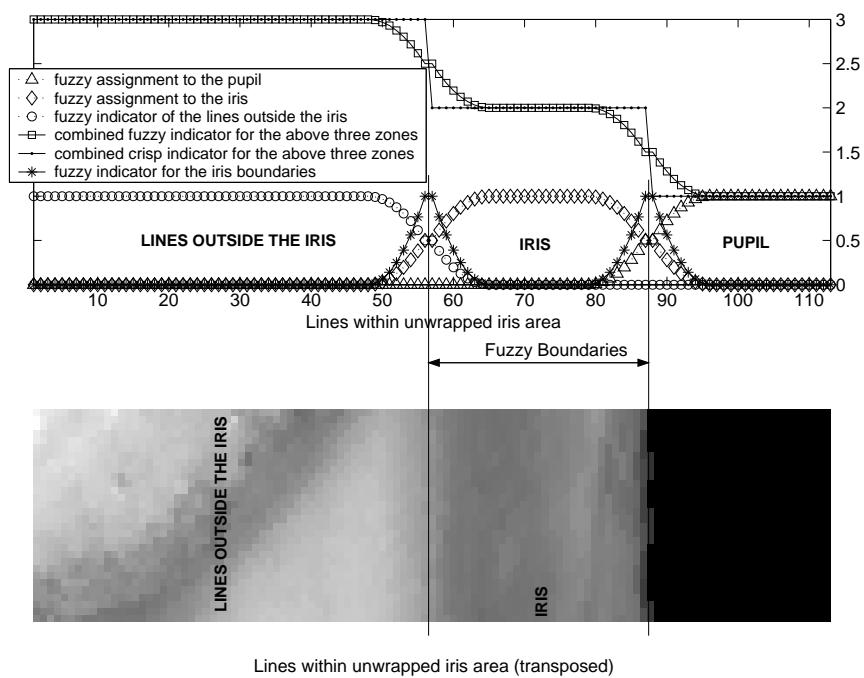 3
2
1
0.5
0
fuzzy assignment to the pupil
fuzzy assignment to the iris
fuzzy indicator of the lines outside the iris
combined fuzzy indicator for the above three zones
combined crisp indicator for the above three zones
fuzzy indicator for the iris boundaries
LINES OUTSIDE THE IRIS
IRIS
PUPIL
10 20 30 40 50 60 70 80 90 100 110
Lines within unwrapped iris area
Fuzzy Boundaries
LINES OUTSIDE THE IRIS
IRIS
Lines within unwrapped iris area (transposed)